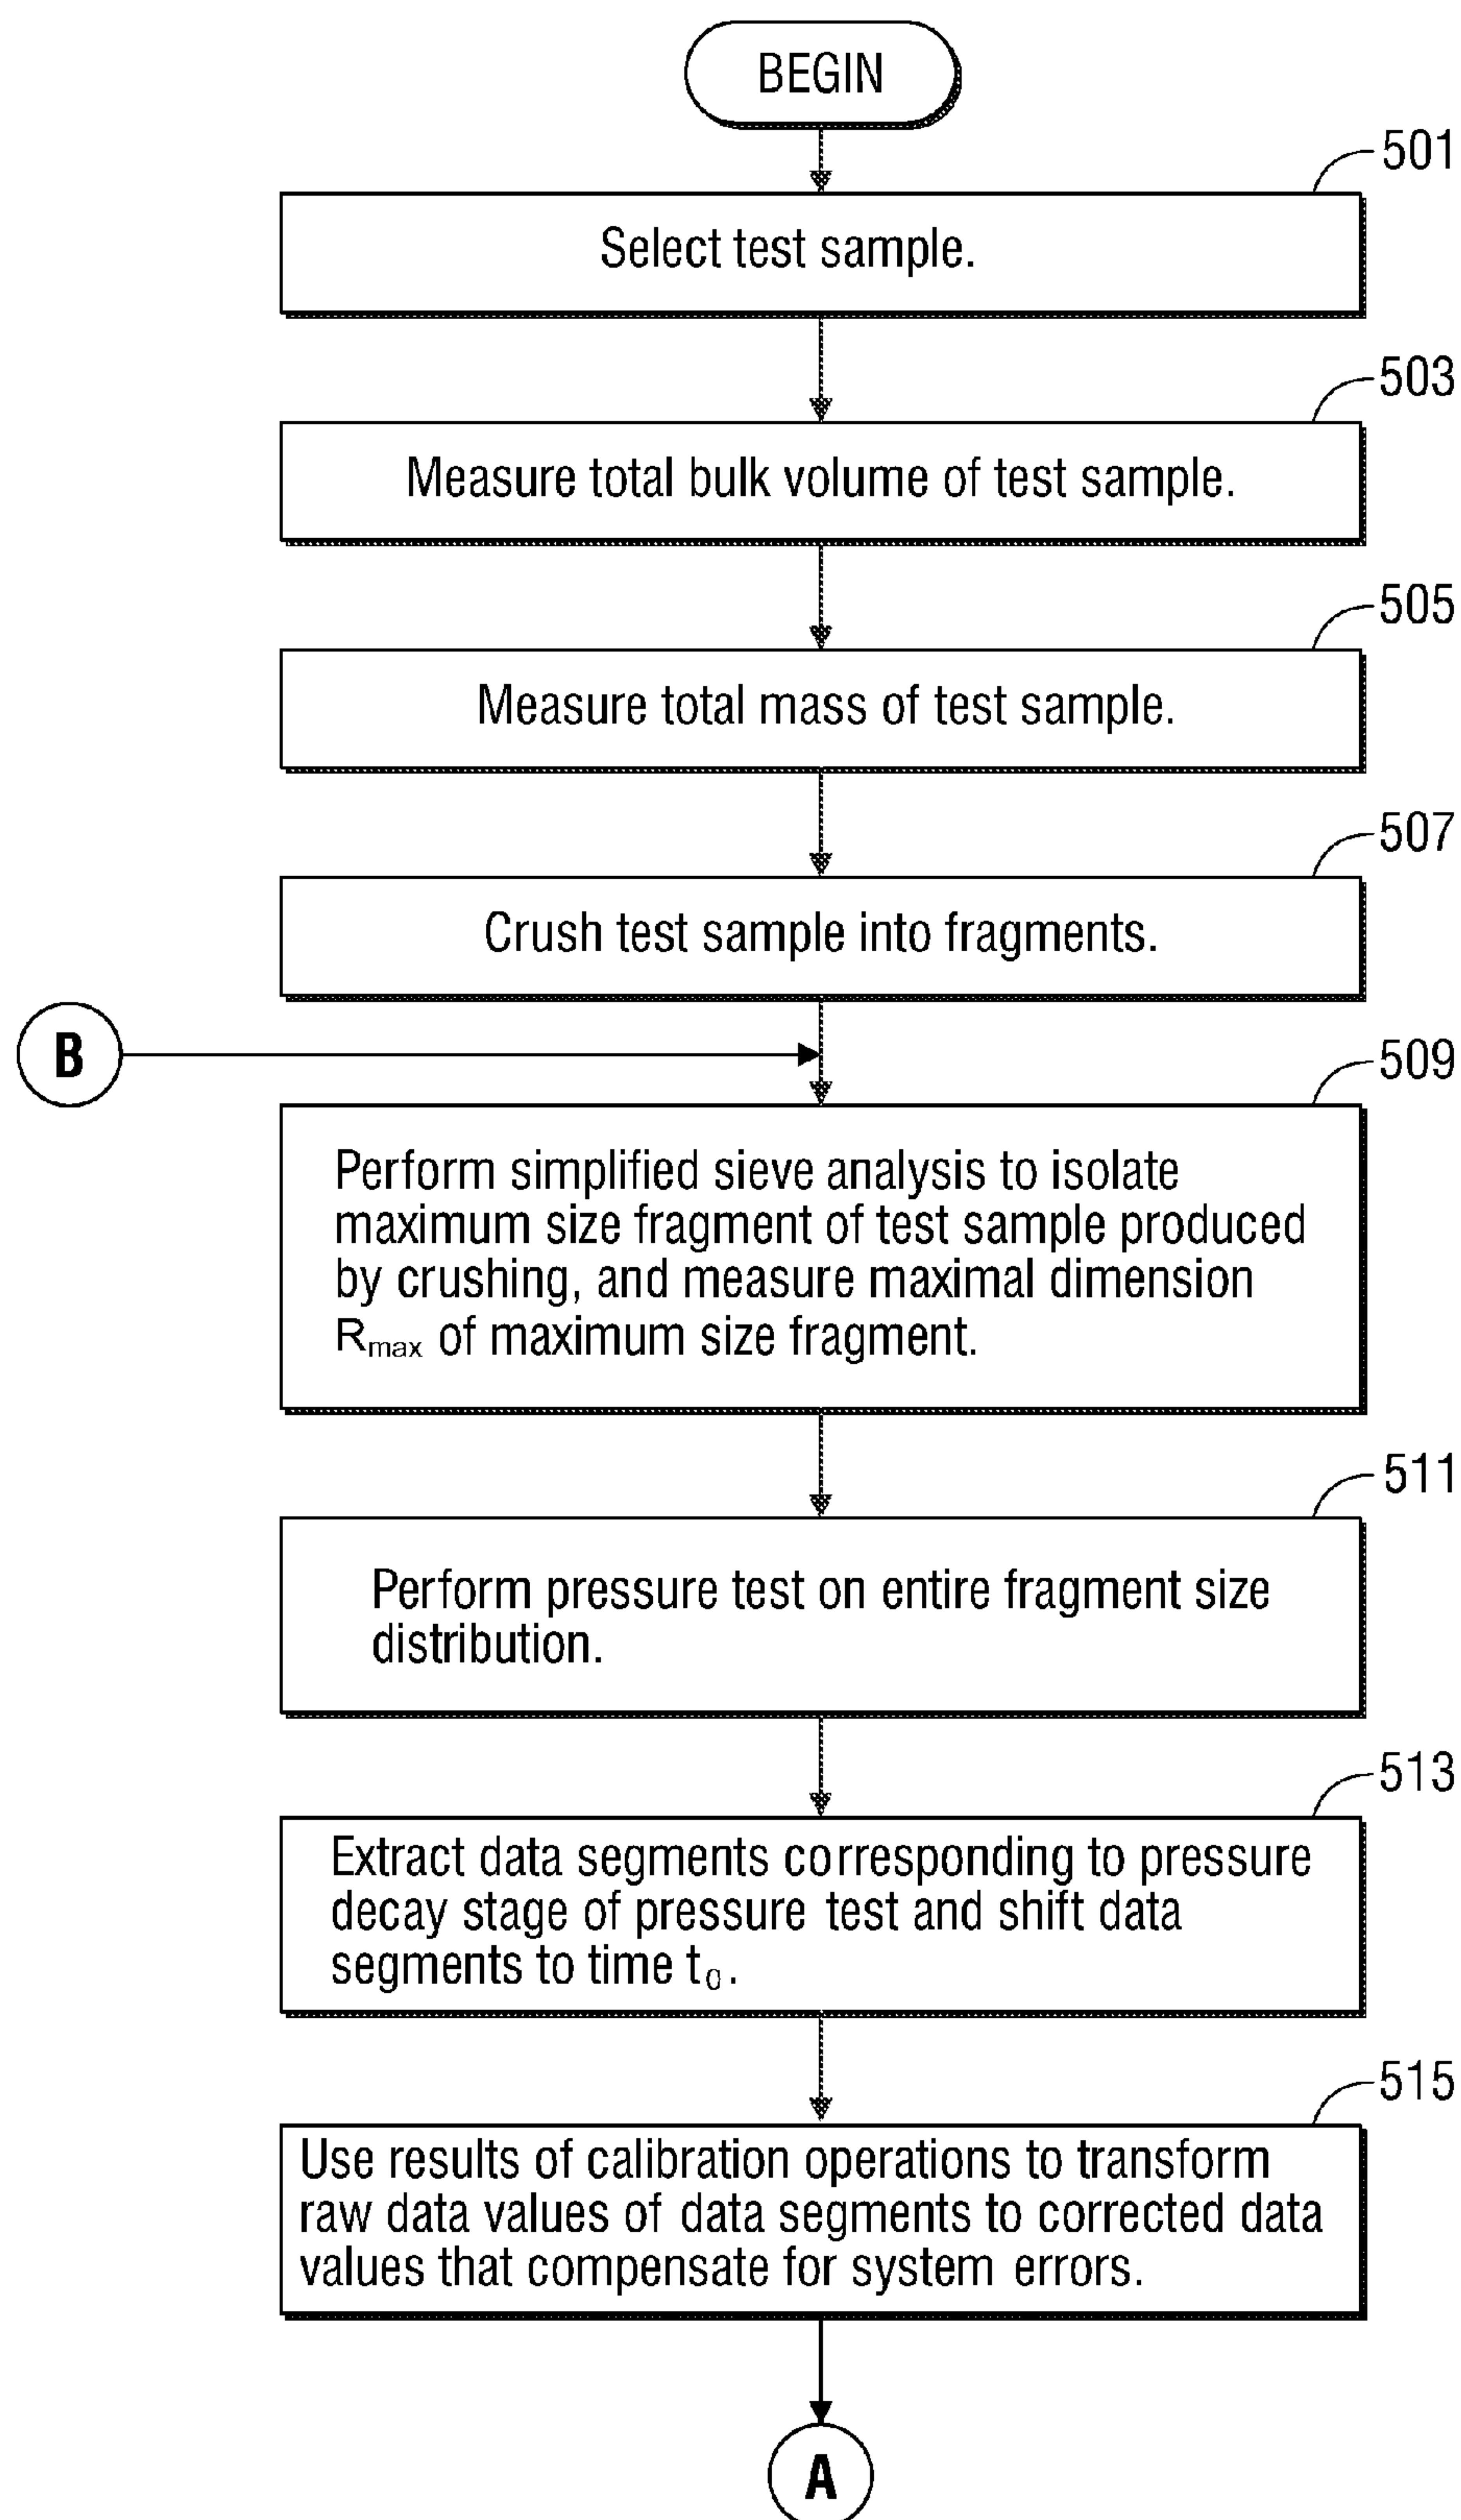 BEGIN
501
Select test sample.
503
Measure total bulk volume of test sample.
505
Measure total mass of test sample.
507
Crush test sample into fragments.
B
509
Perform simplified sieve analysis to isolate
maximum size fragment of test sample produced
by crushing, and measure maximal dimension
Rmax of maximum size fragment.
511
Perform pressure test on entire fragment size
distribution.
513
Extract data segments corresponding to pressure
decay stage of pressure test and shift data
segments to time t0.
515
Use results of calibration operations to transform
raw data values of data segments to corrected data
values that compensate for system errors.
A